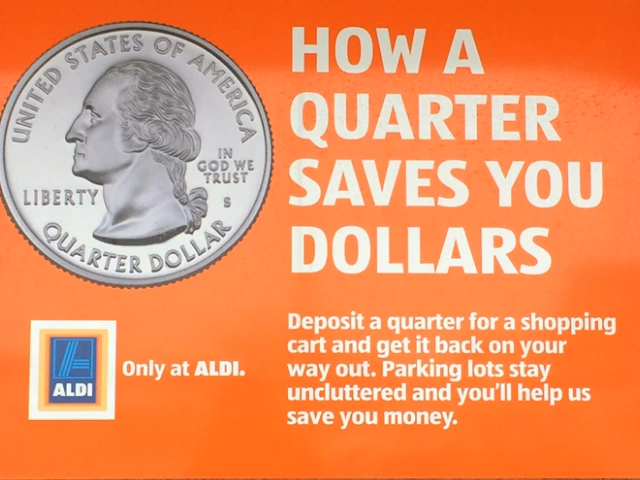 UNITED STATES OF AMERICA
IN
GOD WE
TRUST
LIBERTY
S
QUARTER DOLLAR
HOW A
QUARTER
SAVES YOU
DOLLARS
Deposit a quarter for a shopping
cart and get it back on your
way out. Parking lots stay
uncluttered and you'll help us
save you money.
ALDI
Only at ALDI.